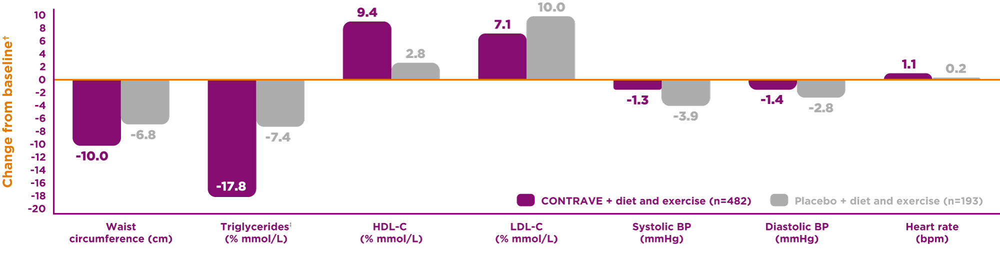 Change from baseline†
10
8
6
4
2
0
-2
-4
-6
-8
-10
-12
-14
-16
-18
-20
-10.0
-6.8
-17.8
-7.4
9.4
2.8
7.1
10.0
-1.3
-3.9
-1.4
-2.8
1.1
0.2
CONTRAVE + diet and exercise (n=482)
Placebo + diet and exercise (n=193)
Waist
circumference (cm)
Triglycerides‡
(% mmol/L)
HDL-C
(% mmol/L)
LDL-C
(% mmol/L)
Systolic BP
(mmHg)
Diastolic BP
(mmHg)
Heart rate
(bpm)